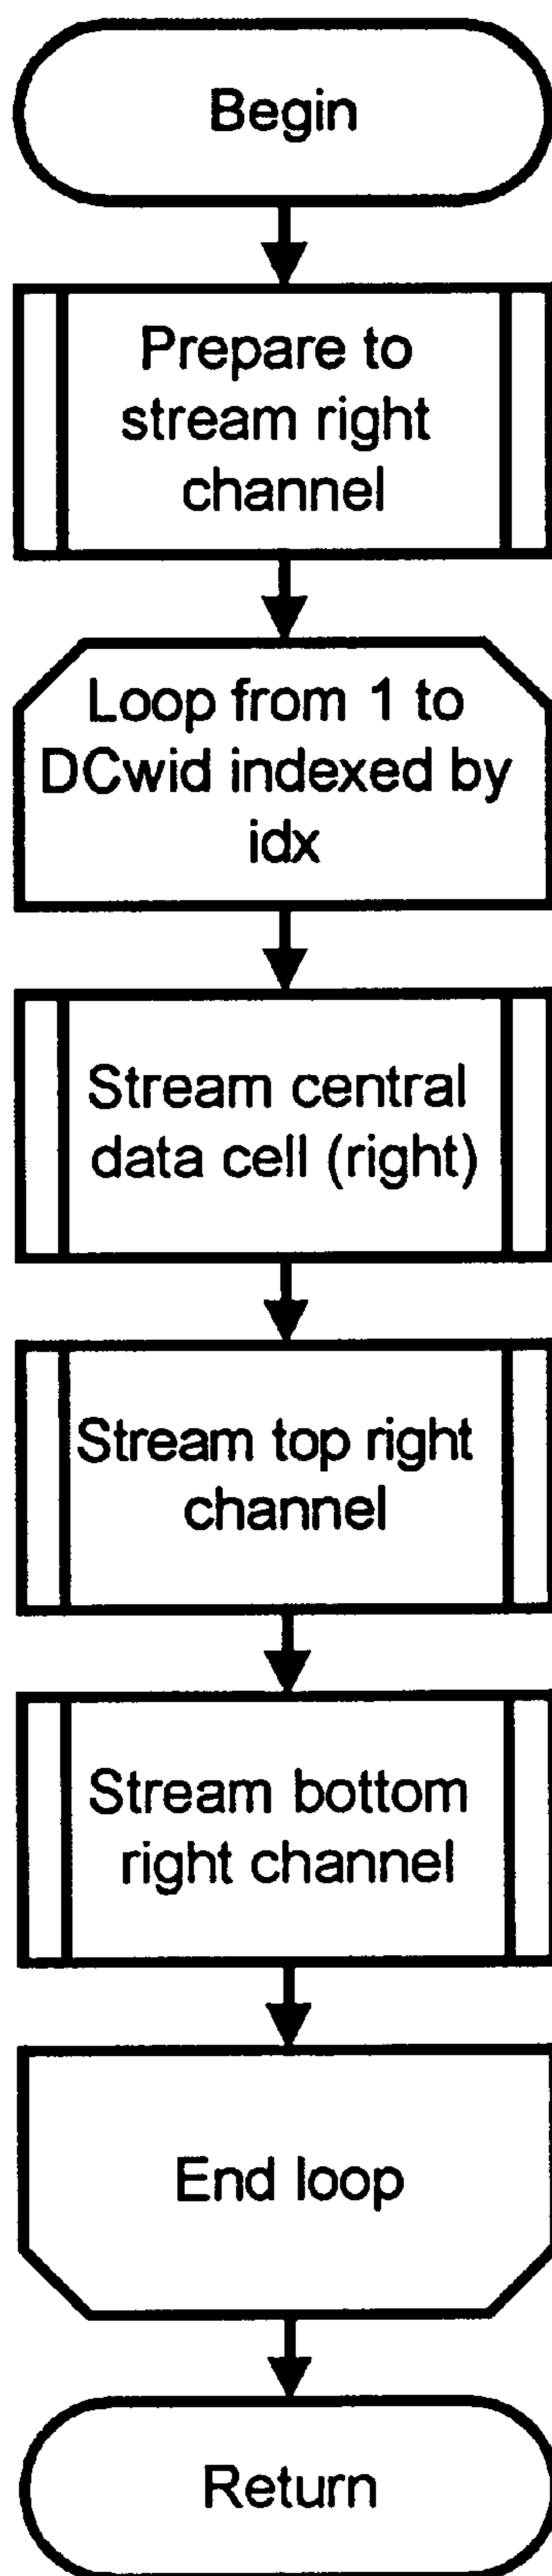 Begin
Prepare to
stream right
channel
Loop from 1 to
DCwid indexed by
idx
Stream central
data cell (right)
Stream top right
channel
Stream bottom
right channel
End loop
Return